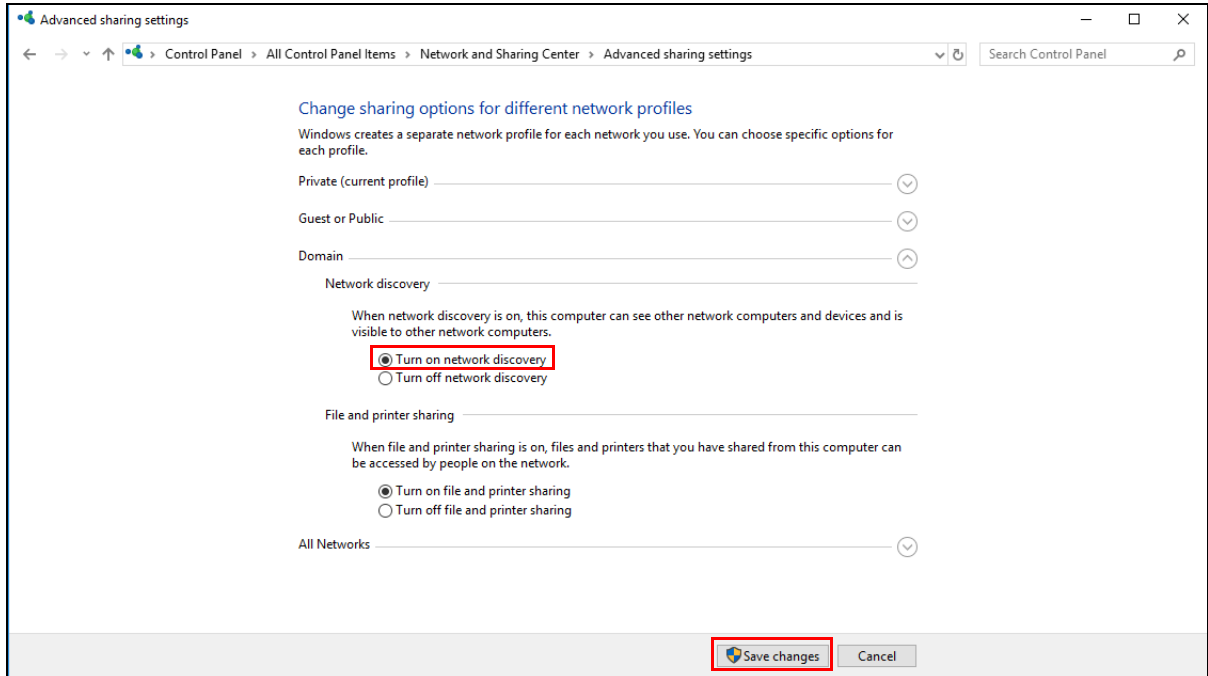 Advanced sharing settings
Control Panel > All Control Panel Items > Network and Sharing Center > Advanced sharing settings
Search Control Panel
Change sharing options for different network profiles
Windows creates a separate network profile for each network you use. You can choose specific options for
each profile.
Private (current profile)
Guest or Public
Domain
Network discovery
When network discovery is on, this computer can see other network computers and devices and is
visible to other network computers.
Turn on network discovery
Turn off network discovery
File and printer sharing
When file and printer sharing is on, files and printers that you have shared from this computer can
be accessed by people on the network.
Turn on file and printer sharing
Turn off file and printer sharing
All Networks
Save changes
Cancel